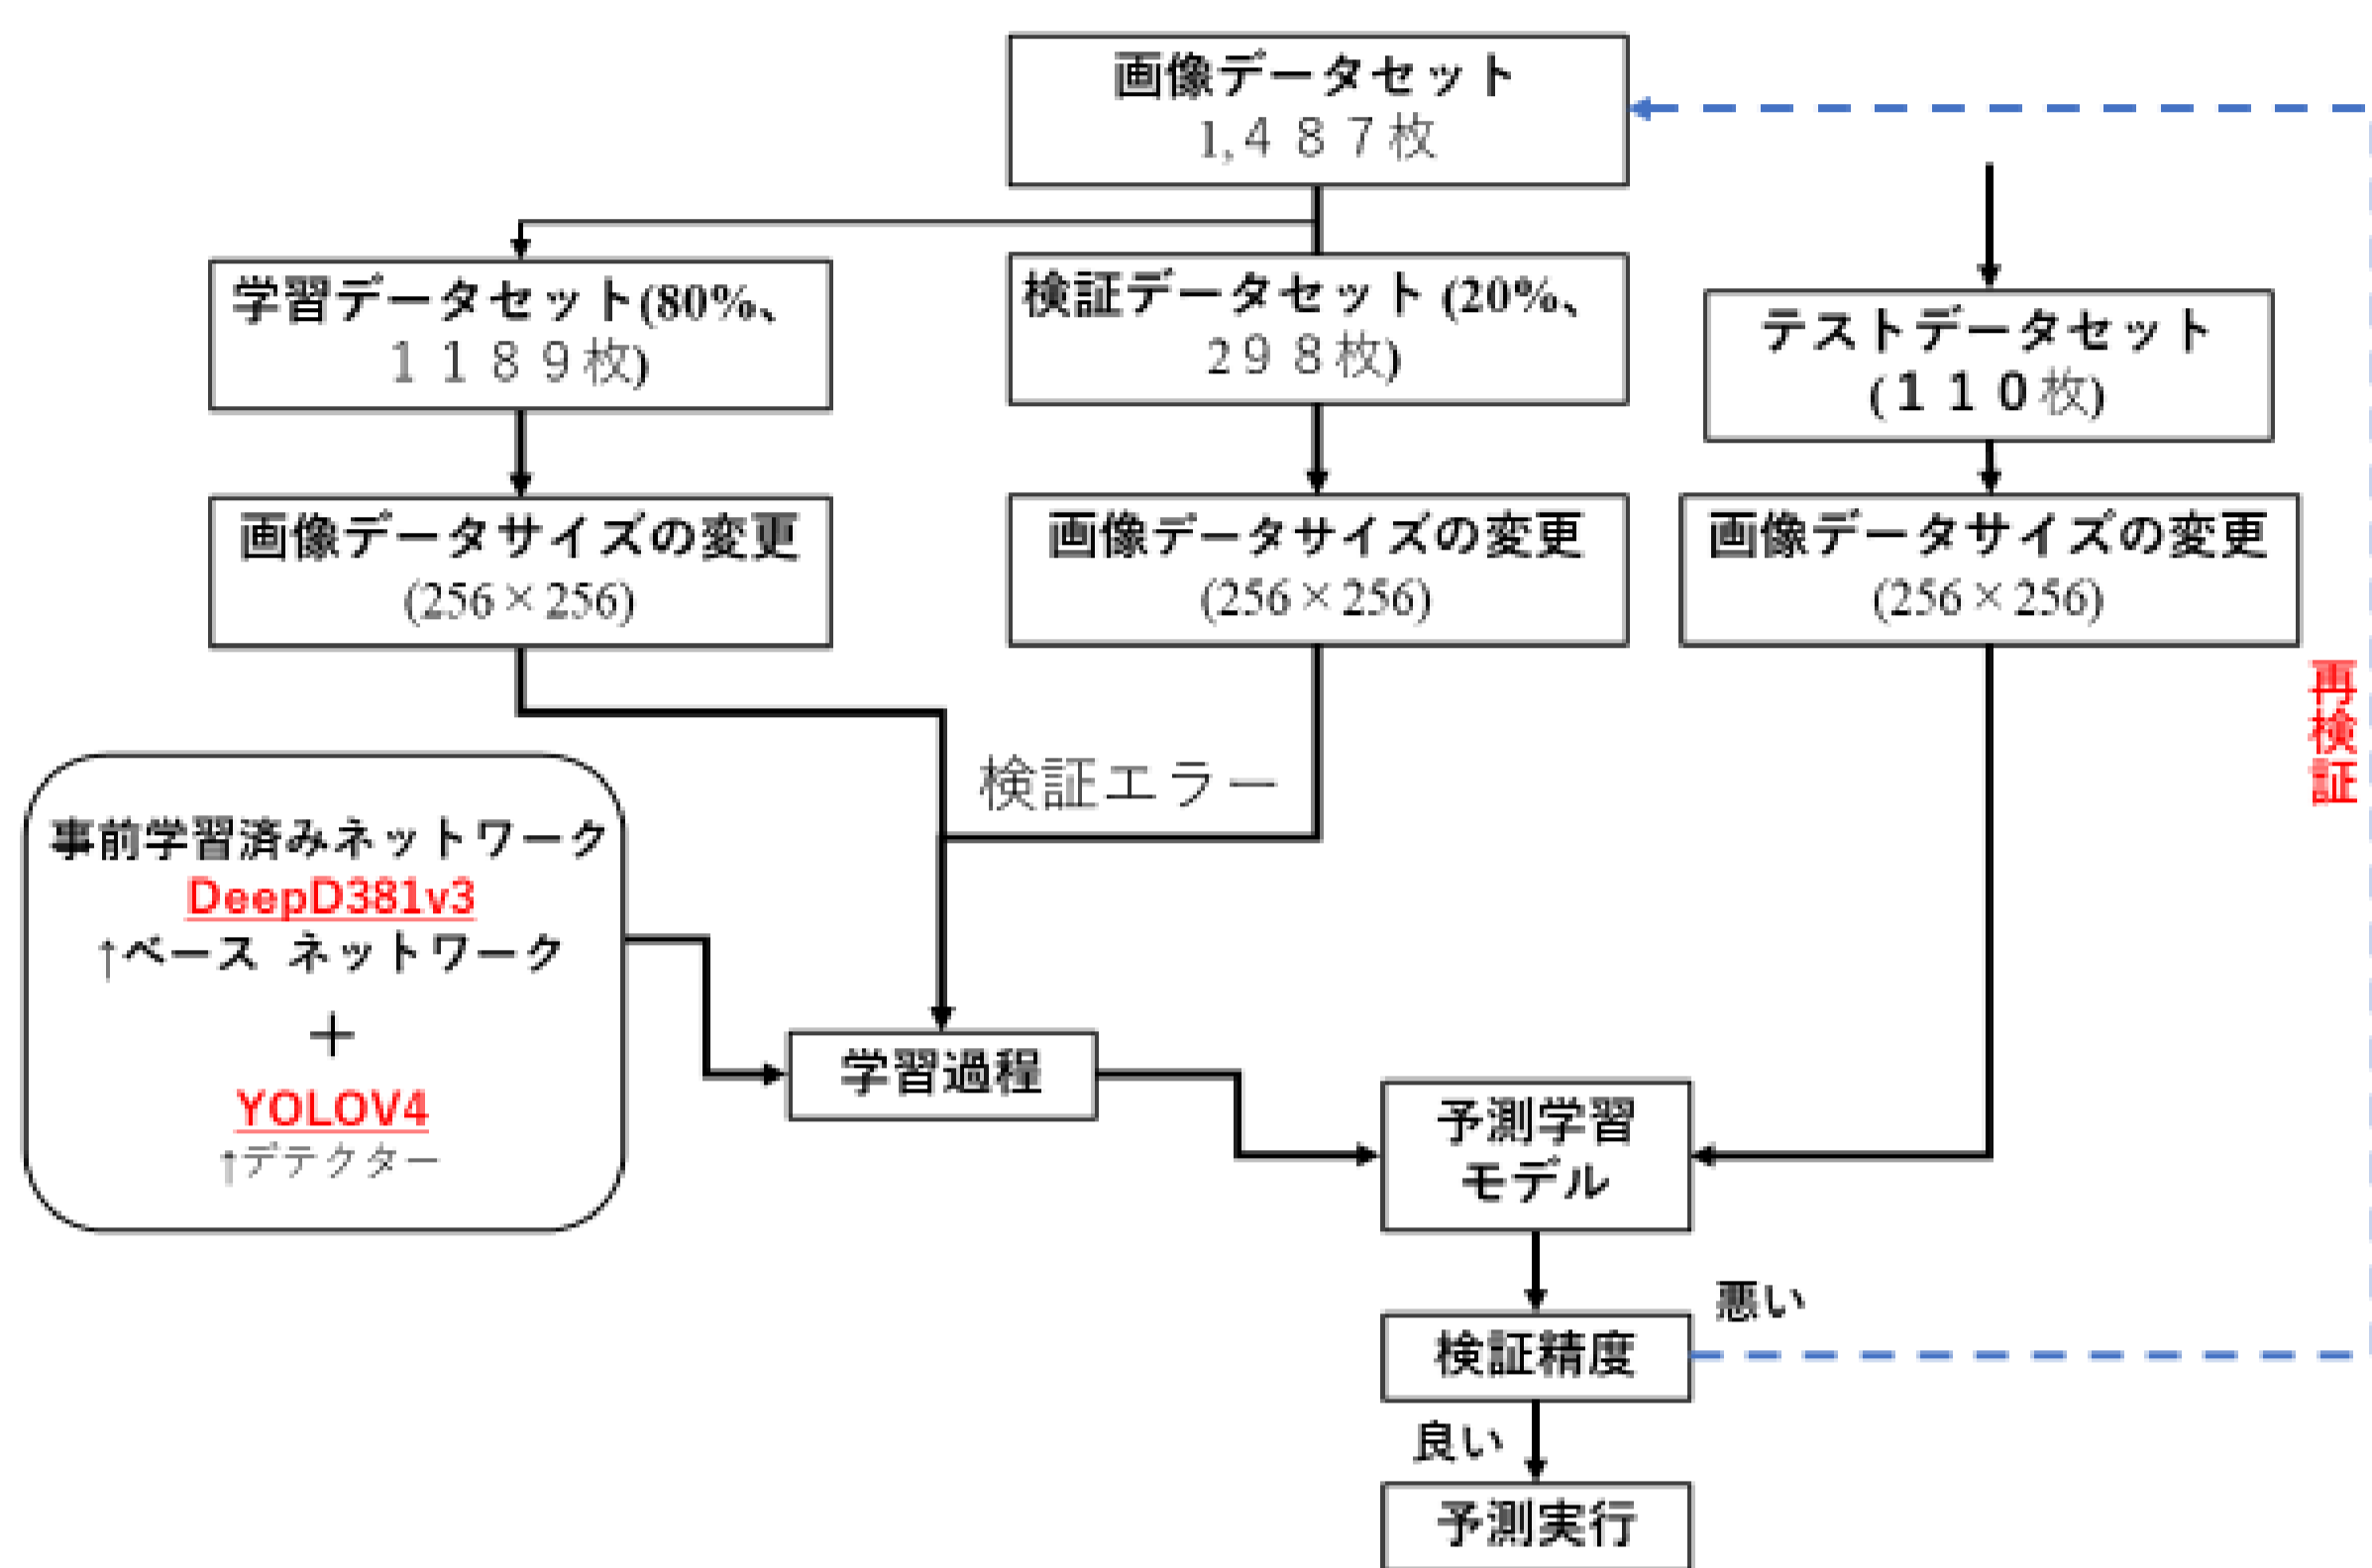 画像データセット
1,487枚
学習データセット(80%、
1189枚)
検証データセット (20%、
298枚)
テストデータセット
(110枚)
画像データサイズの変更
(256×256)
画像データサイズの変更
(256×256)
画像データサイズの変更
(256×256)
再検証
検証エラー
事前学習済みネットワーク
DeepD381v3
↑ベース ネットワーク
+
YOLOV4
↑デテクター
学習過程
予測学習
モデル
悪い
検証精度
良い
予測実行